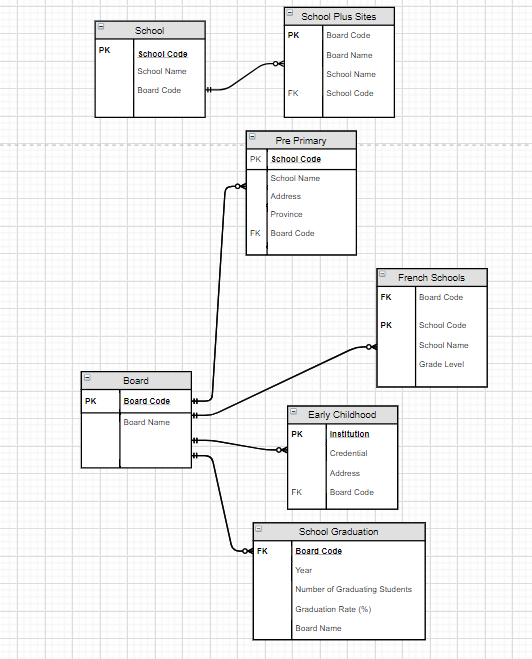 School
PK School Code
School Name
Board Code
School Plus Sites
PK Board Code
Board Name
School Name
FK School Code
Pre Primary
PK School Code
School Name
Address
Province
FK Board Code
French Schools
FK Board Code
PK School Code
School Name
Grade Level
Board
PK Board Code
Board Name
Early Childhood
PK Institution
Credential
Address
FK Board Code
School Graduation
FK Board Code
Year
Number of Graduating Students
Graduation Rate (%)
Board Name